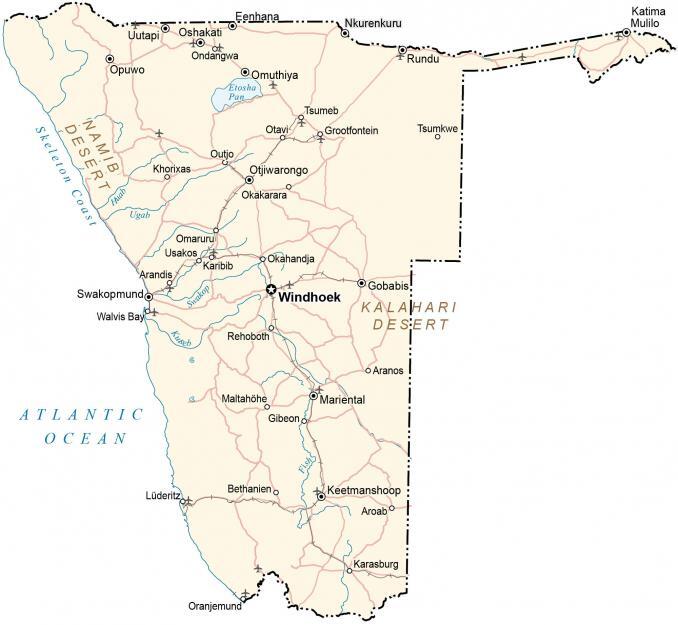 Eenhana
Katima
Mulilo
Nkurenkuru
Uutapi
Oshakati
Ondangwa
Rundu
Opuwo
Omuthiya
Etosha
Pan
Tsumeb
Otavi
Grootfontein
Tsumkwe
NAMIB
DESERT
Skeleton Coast
Outjo
Khorixas
Otjiwarongo
Okakarara
Huab
Ugab
Omaruru
Usakos
Karibib
Okahandja
Arandis
Swakopmund
Swakop
Windhoek
Gobabis
Walvis Bay
KALAHARI
DESERT
Kuseb
Rehoboth
Aranos
Maltahöhe
Mariental
Gibeon
ATLANTIC
OCEAN
Fish
Bethanien
Keetmanshoop
Lüderitz
Aroab
Karasburg
Oranjemund